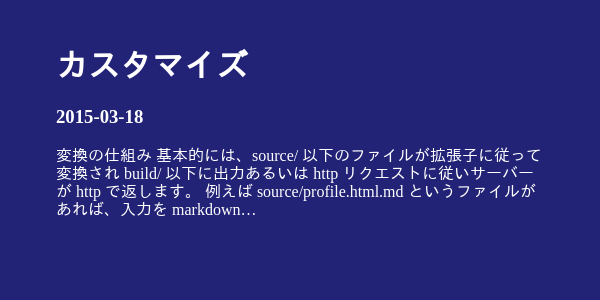 カスタマイズ
2015-03-18
変換の仕組み 基本的には、source/ 以下のファイルが拡張子に従って
変換され build/ 以下に出力あるいは http リクエストに従いサーバー
が http で返します。 例えば source/profile.html.md というファイルが
あれば、入力を markdown…